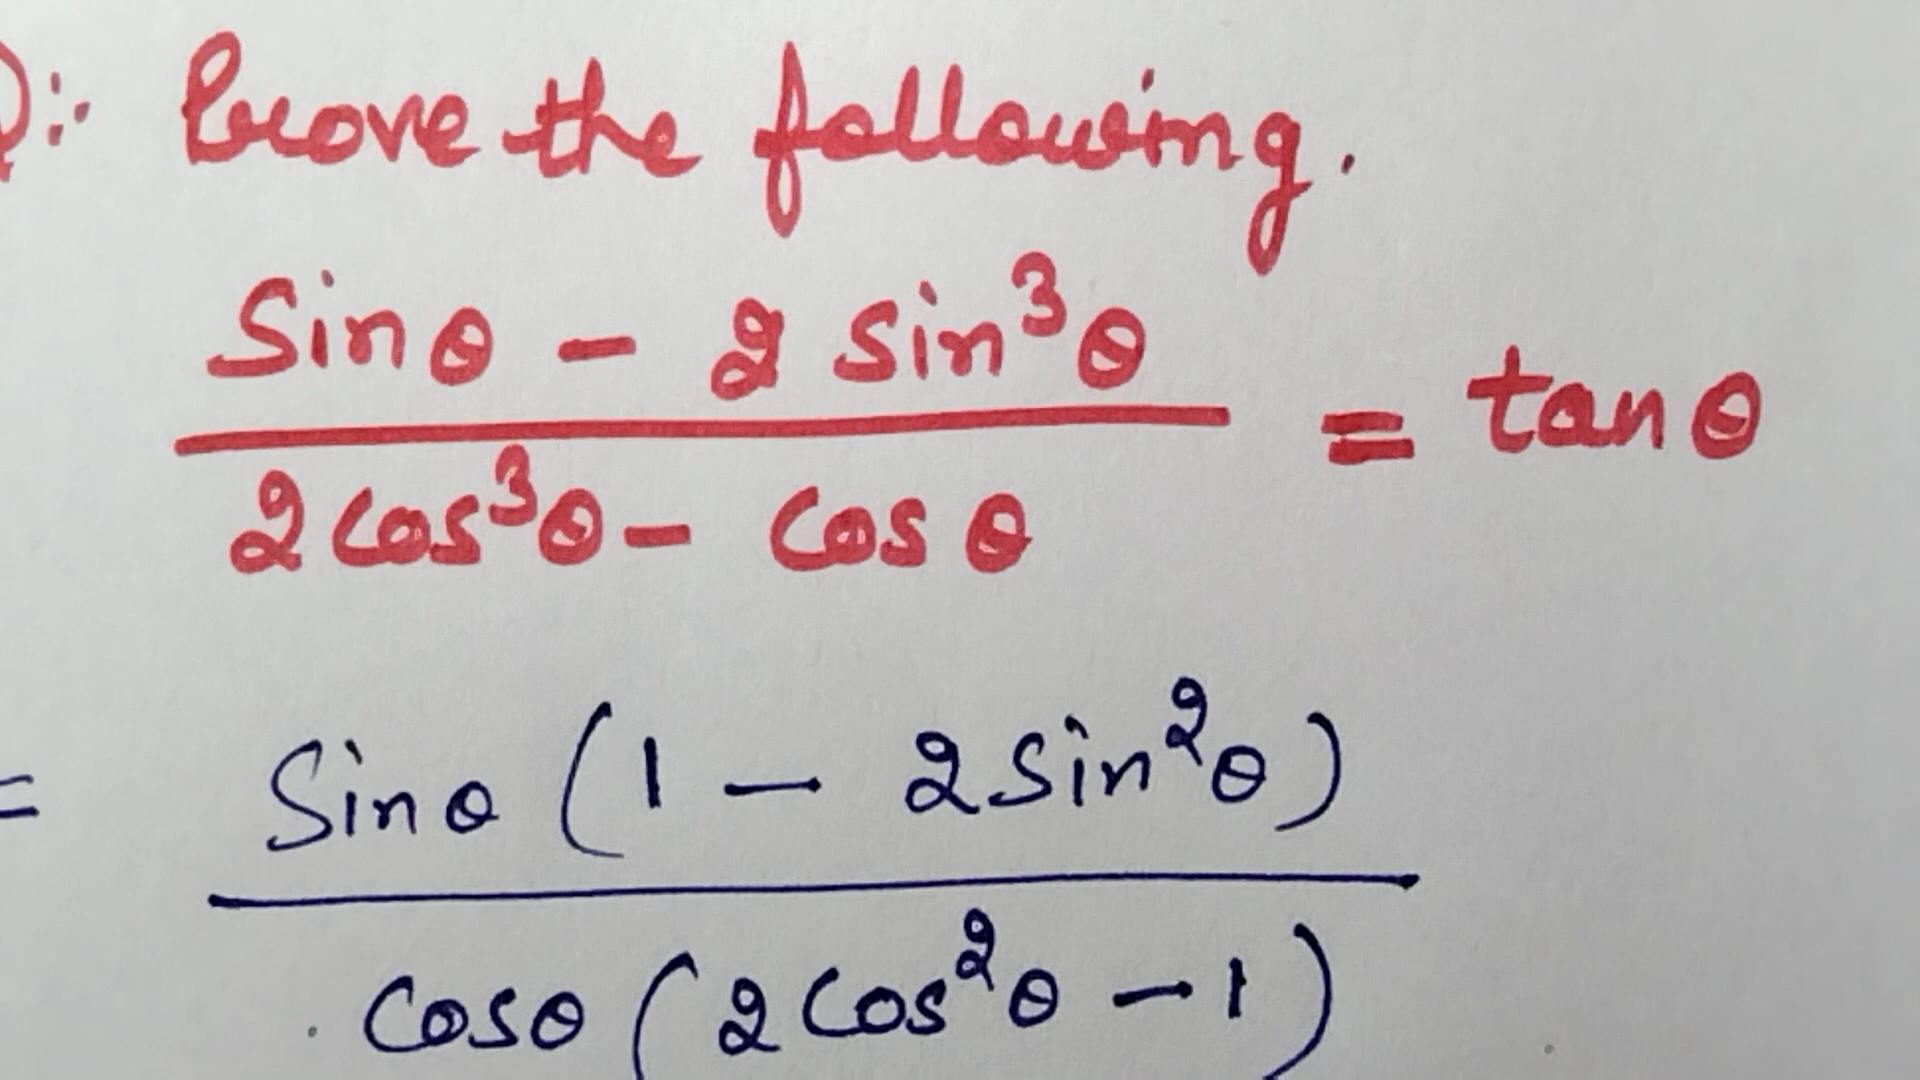 Q:- Prove the following.
Sinθ - 2 sin³θ
= tanθ
2cos³θ - cosθ
= Sinθ (1 - 2Sin²θ)
Cosθ (2Cos²θ - 1)